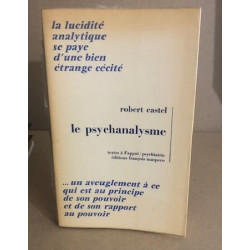 la lucidité
analytique
se paye
d'une bien
étrange cécité
robert castel
le psychanalysme
textes à l'appui/psychiatrie
éditions françois maspero
... un aveuglement à ce
qui est au principe
de son pouvoir
et de son rapport
au pouvoir